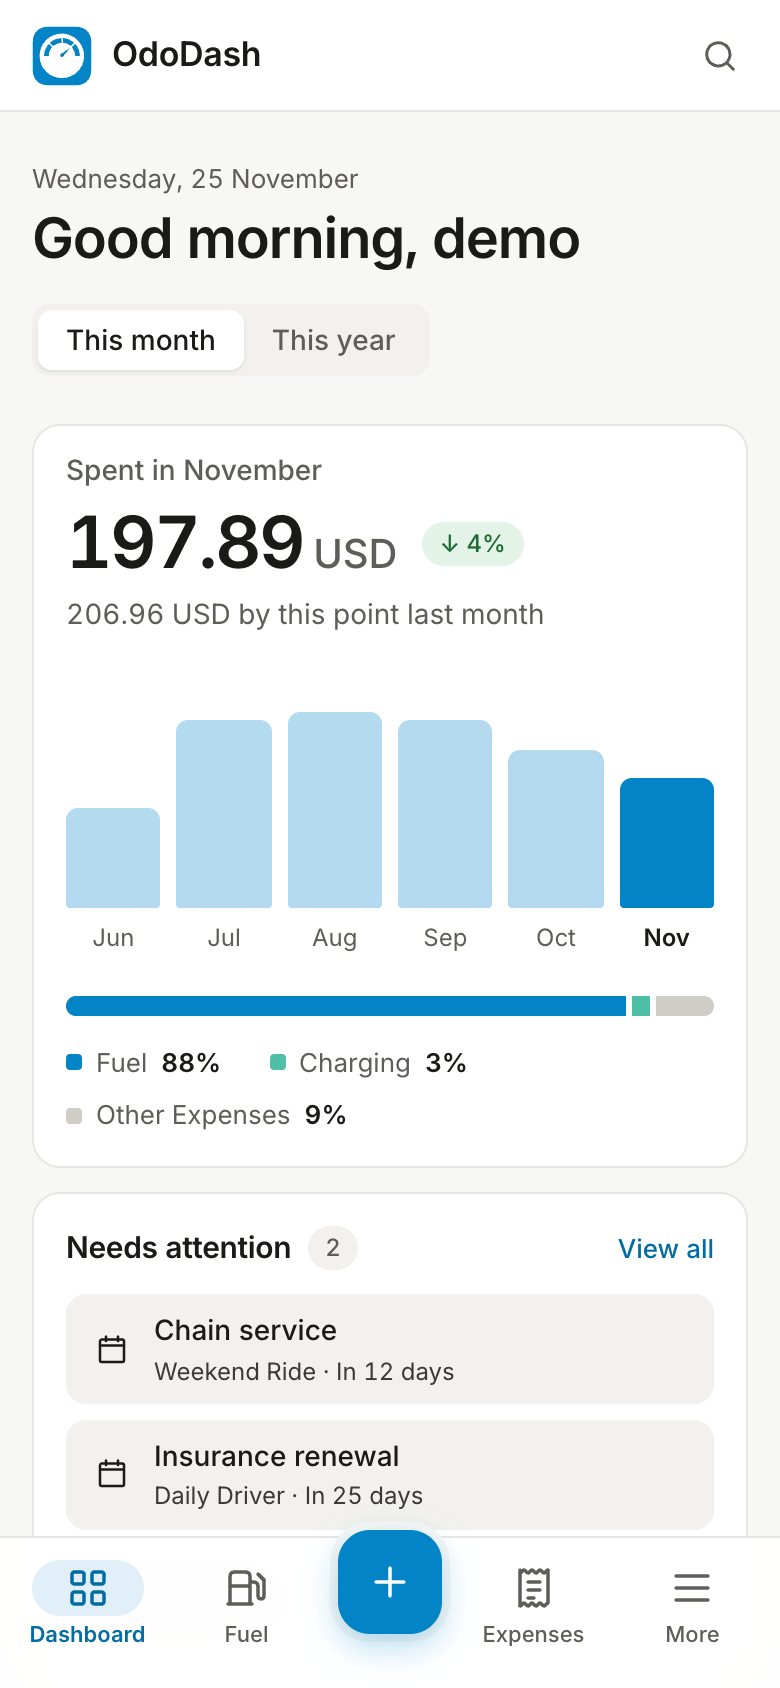 OdoDash
Wednesday, 25 November
Good morning, demo
This month
This year
Spent in November
197.89 USD
↓ 4%
206.96 USD by this point last month
Jun
Jul
Aug
Sep
Oct
Nov
Fuel 88%
Charging 3%
Other Expenses 9%
Needs attention
2
View all
Chain service
Weekend Ride · In 12 days
Insurance renewal
Daily Driver · In 25 days
Dashboard
Fuel
Expenses
More